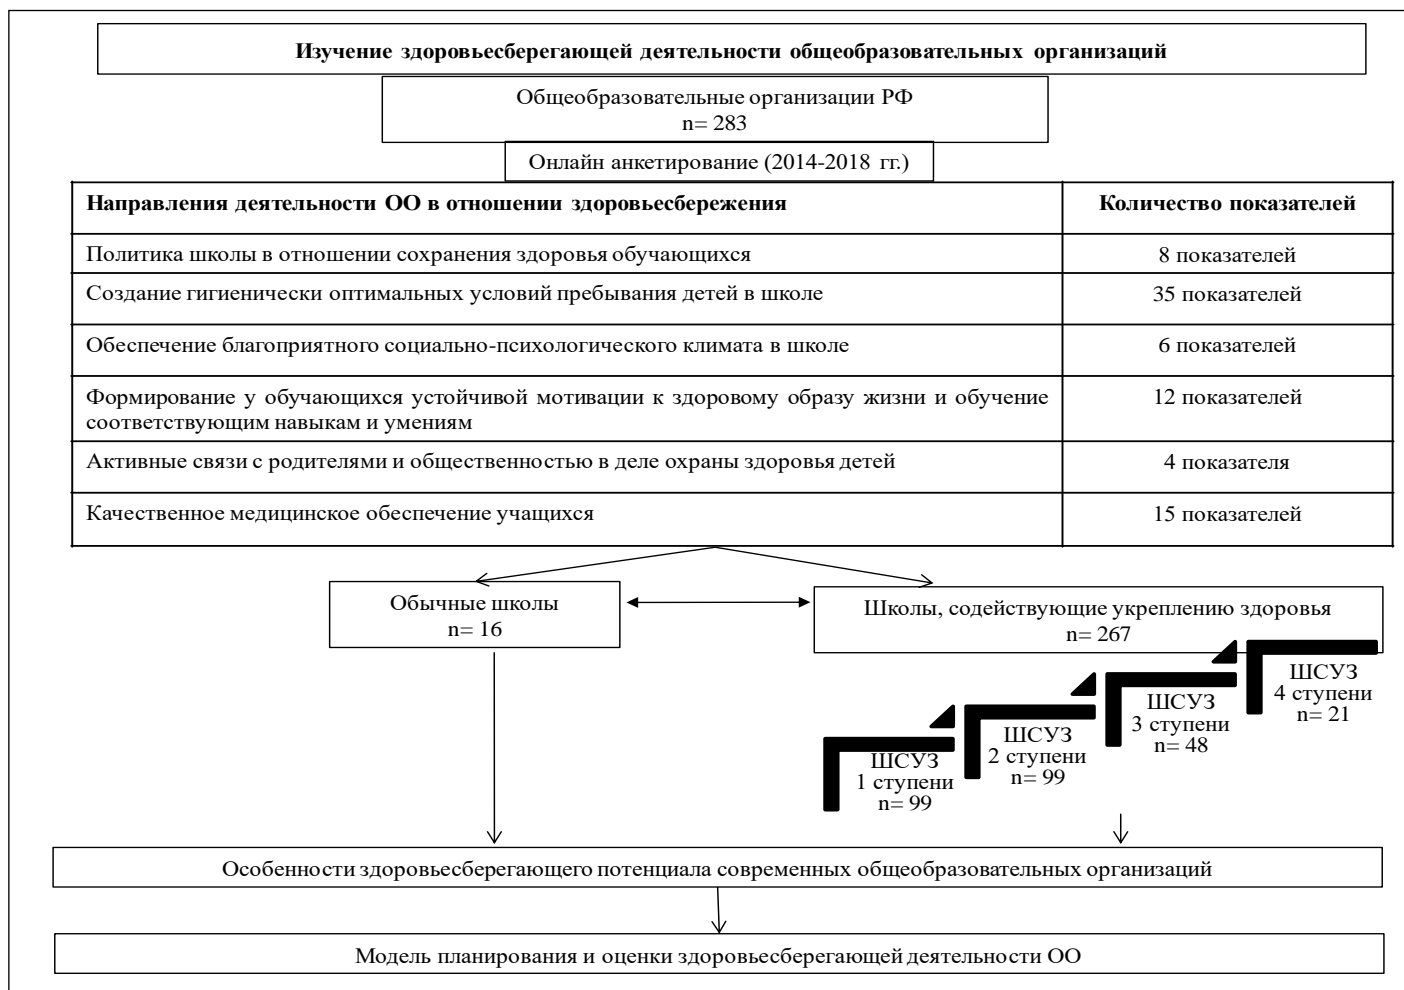 Изучение здоровьесберегающей деятельности общеобразовательных организаций
Общеобразовательные организации РФ
n= 283
Онлайн анкетирование (2014-2018 гг.)
Направления деятельности ОО в отношении здоровьесбережения
Количество показателей
Политика школы в отношении сохранения здоровья обучающихся
8 показателей
Создание гигиенически оптимальных условий пребывания детей в школе
35 показателей
Обеспечение благоприятного социально-психологического климата в школе
6 показателей
Формирование у обучающихся устойчивой мотивации к здоровому образу жизни и обучение
соответствующим навыкам и умениям
12 показателей
Активные связи с родителями и общественностью в деле охраны здоровья детей
4 показателя
Качественное медицинское обеспечение учащихся
15 показателей
Обычные школы
n= 16
Школы, содействующие укреплению здоровья
n= 267
ШСУЗ
1 ступени
n= 99
ШСУЗ
2 ступени
n= 99
ШСУЗ
3 ступени
n= 48
ШСУЗ
4 ступени
n= 21
Особенности здоровьесберегающего потенциала современных общеобразовательных организаций
Модель планирования и оценки здоровьесберегающей деятельности ОО